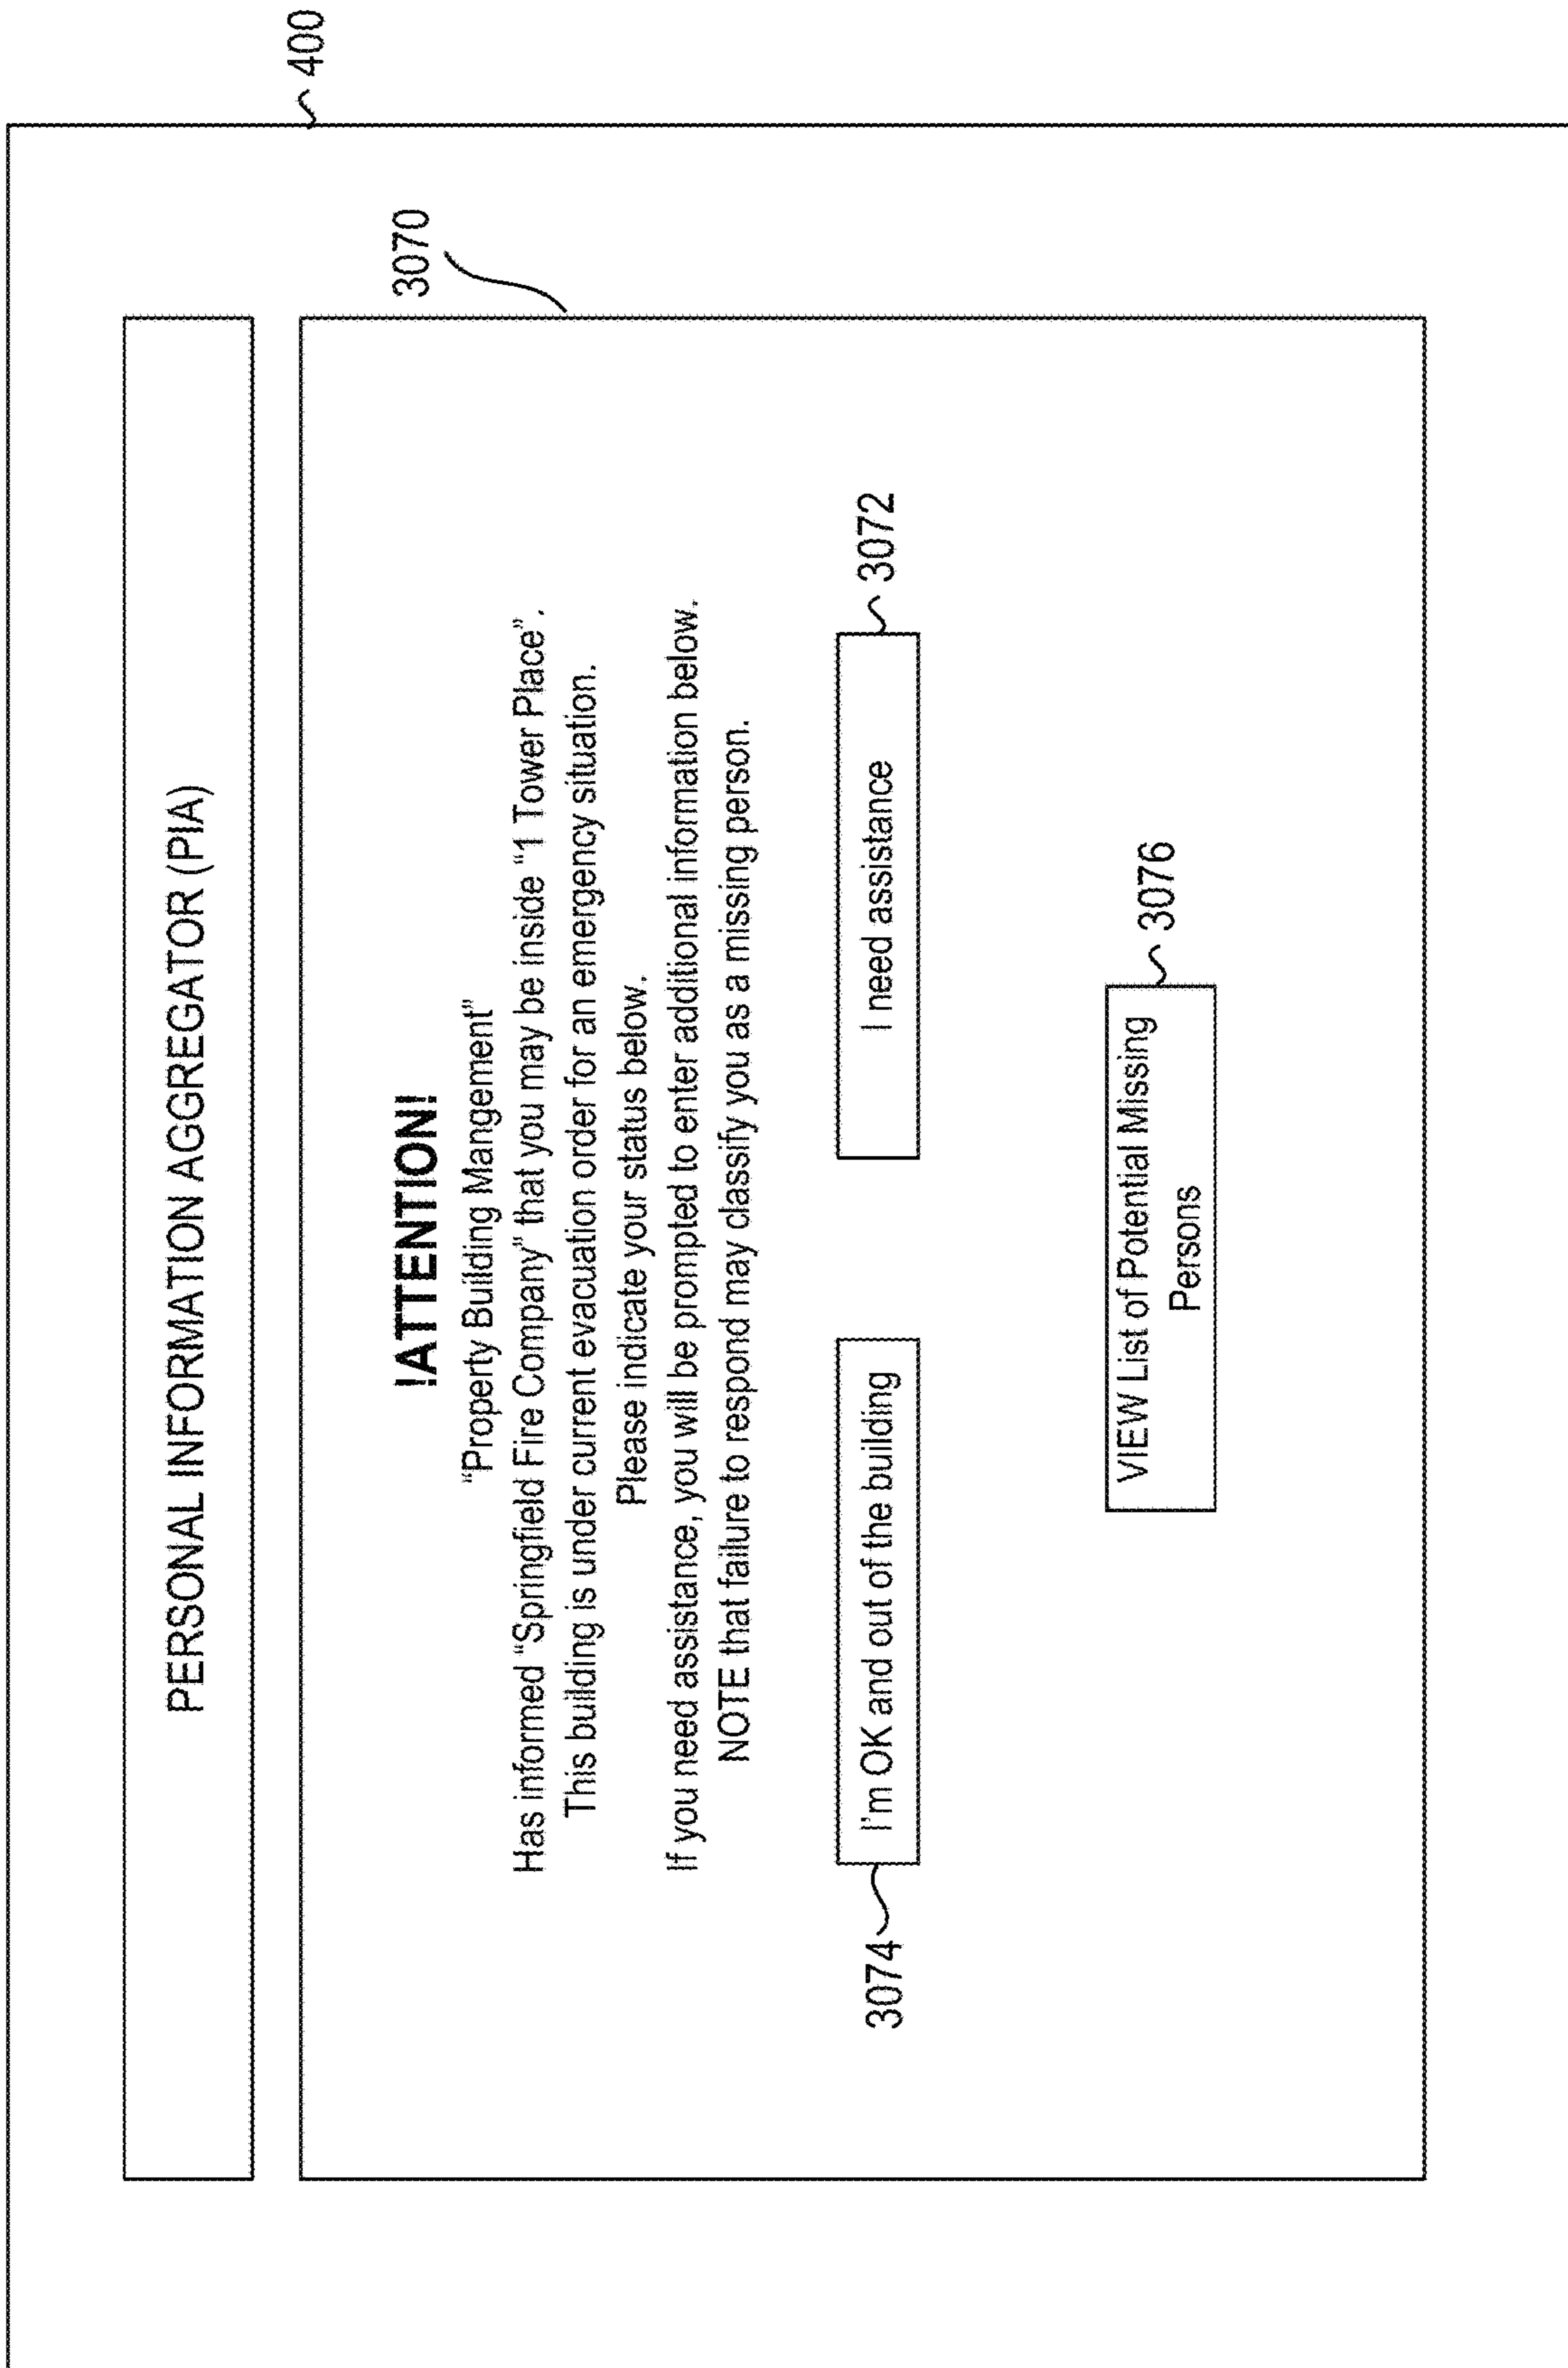 400
PERSONAL INFORMATION AGGREGATOR (PIA)
3070
!ATTENTION!
“Property Building Mangement”
Has informed “Springfield Fire Company” that you may be inside “1 Tower Place”.
This building is under current evacuation order for an emergency situation.
Please indicate your status below.
If you need assistance, you will be prompted to enter additional information below.
NOTE that failure to respond may classify you as a missing person.
3074
I'm OK and out of the building
I need assistance
3072
VIEW List of Potential Missing
Persons
3076